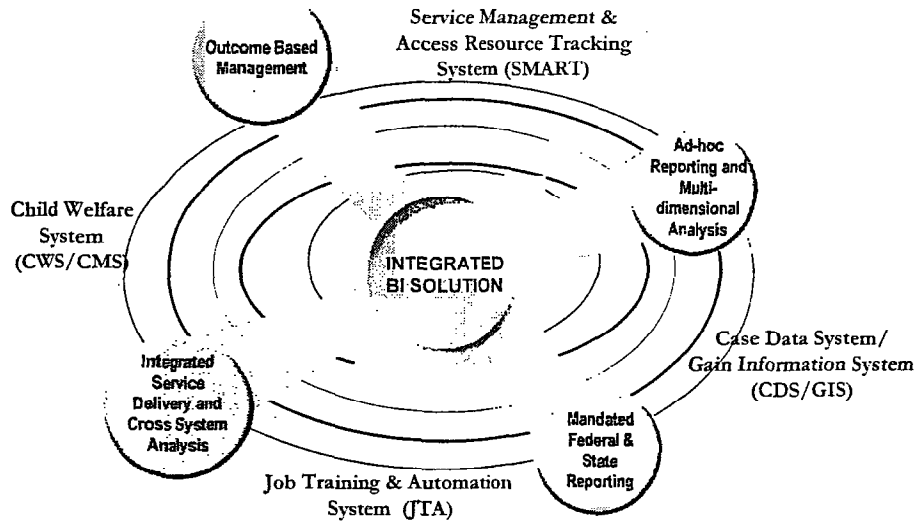 Service Management &
Access Resource Tracking
System (SMART)
Outcome Based
Management
Ad-hoc
Reporting and
Multi-
dimensional
Analysis
Child Welfare
System
(CWS/CMS)
INTEGRATED
BI SOLUTION
Case Data System/
Gain Information System
(CDS/GIS)
Integrated
Service
Delivery and
Cross System
Analysis
Mandated
Federal &
State
Reporting
Job Training & Automation
System (JTA)